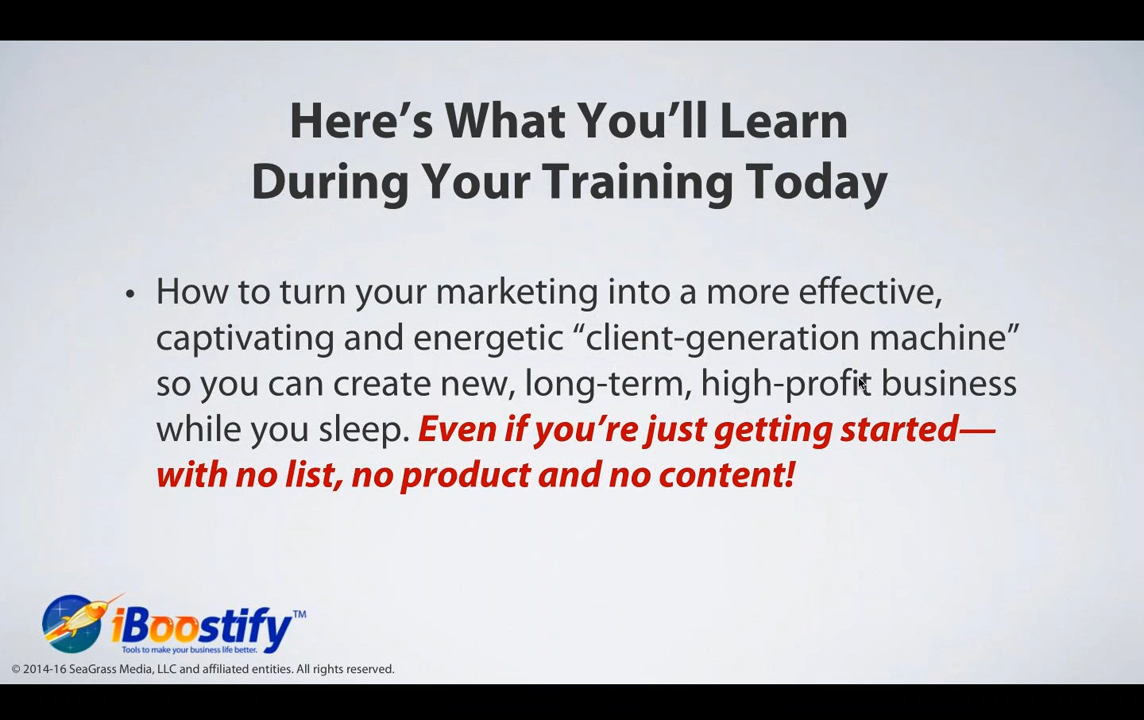 Here’s What You’ll Learn
During Your Training Today
• How to turn your marketing into a more effective,
captivating and energetic “client-generation machine”
so you can create new, long-term, high-profit business
while you sleep. Even if you’re just getting started—
with no list, no product and no content!
iBoostify™
Tools to make your business life better.
© 2014-16 SeaGrass Media, LLC and affiliated entities. All rights reserved.